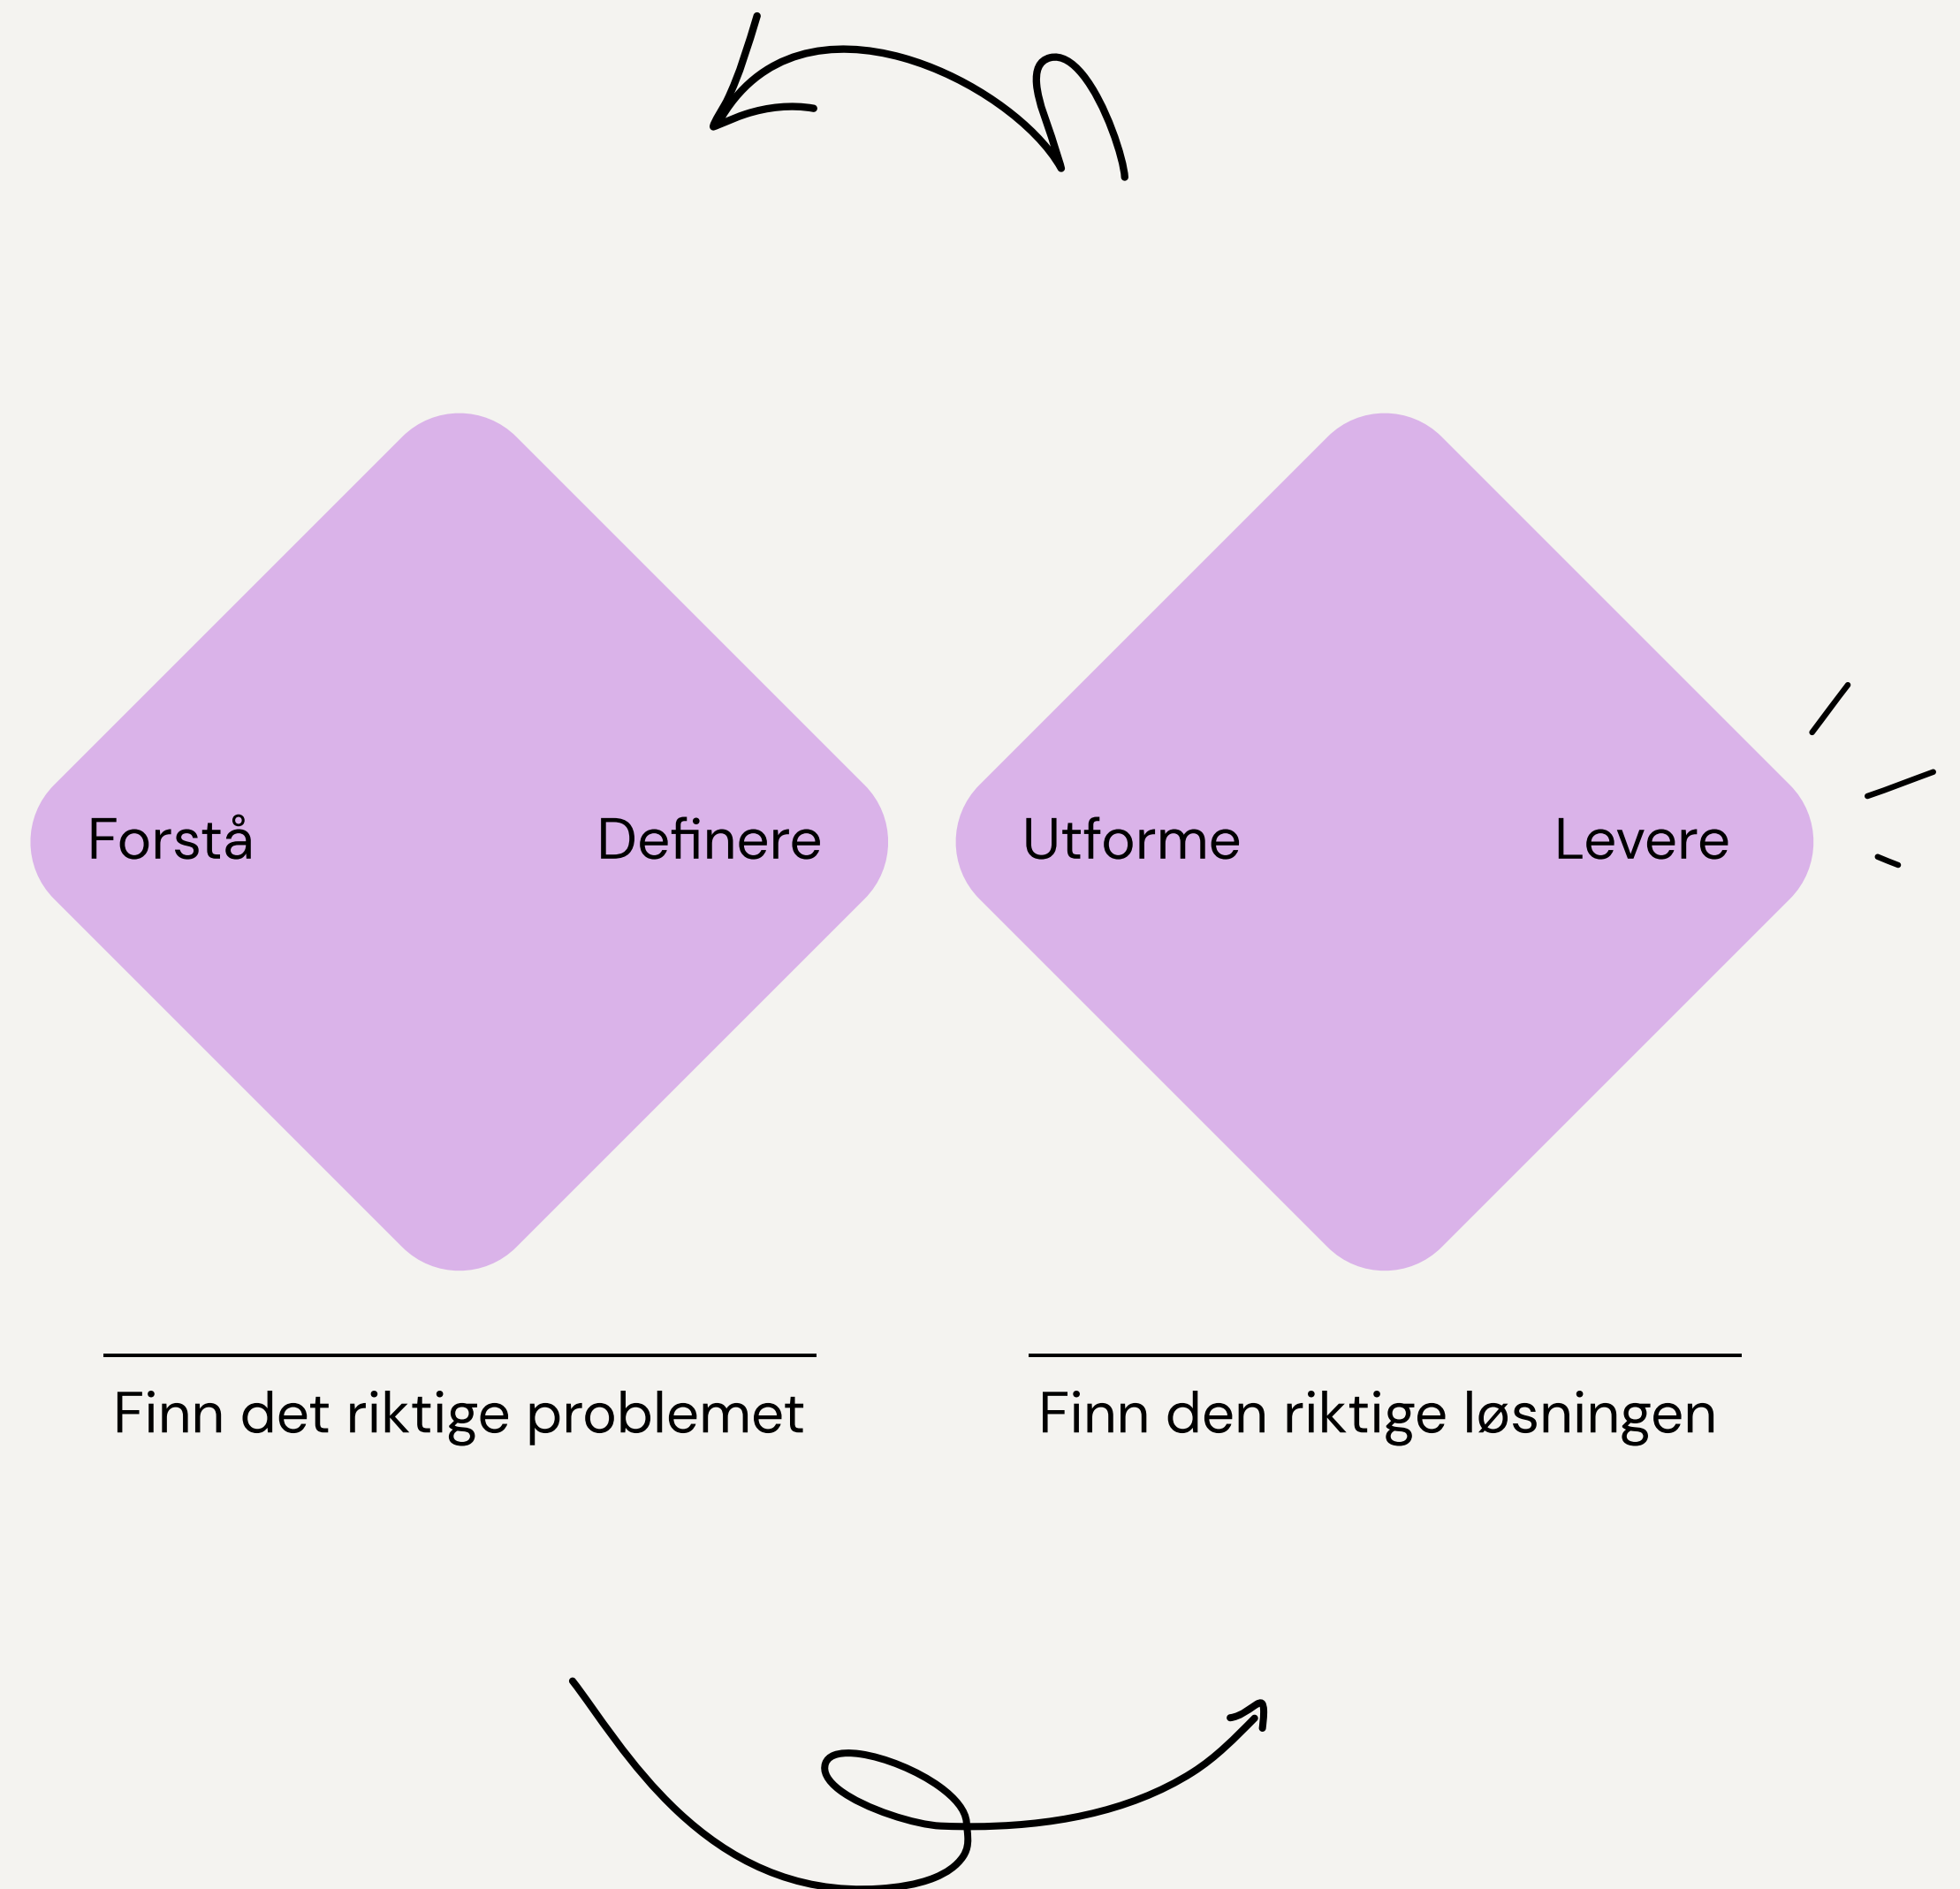 Forstå
Definere
Utforme
Levere
Finn det riktige problemet
Finn den riktige løsningen